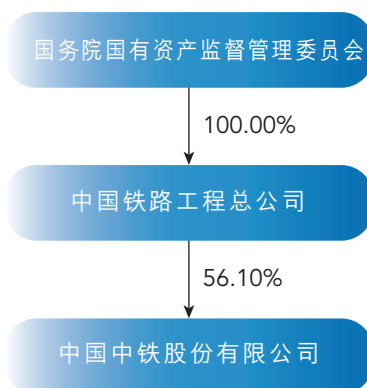 国务院国有资产监督管理委员会
100.00%
中国铁路工程总公司
56.10%
中国中铁股份有限公司